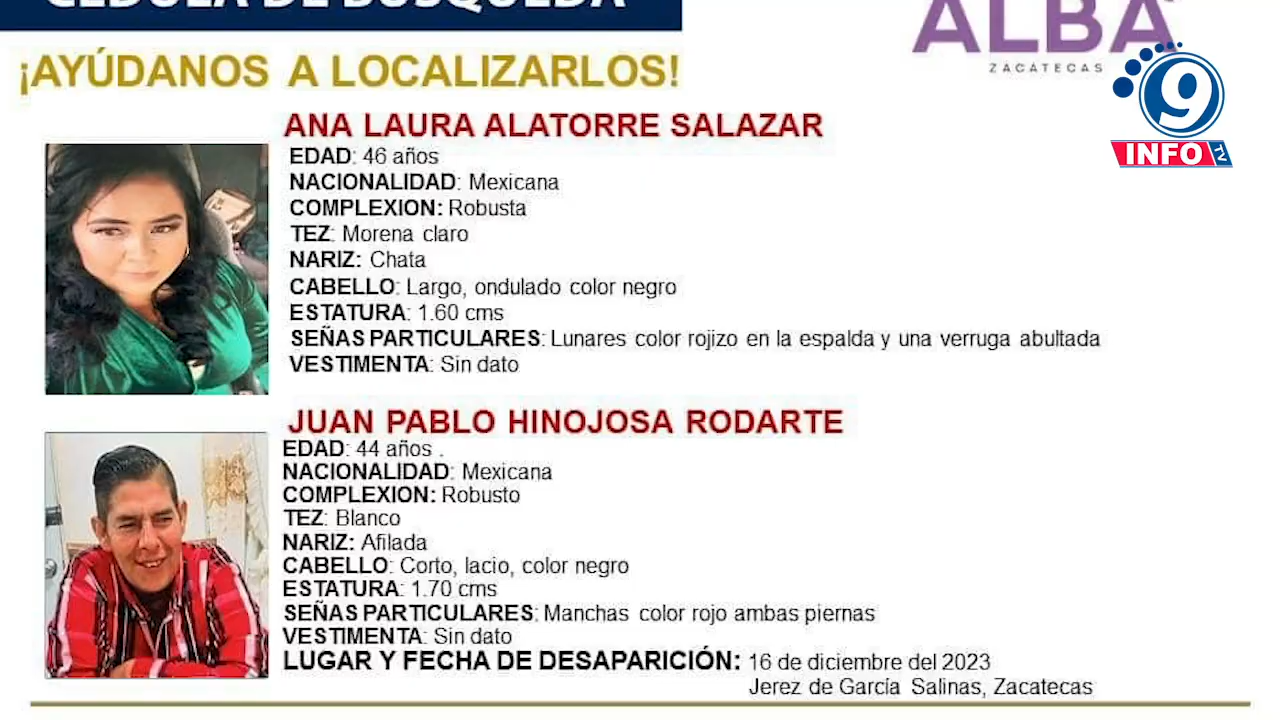 CÉDULA DE BÚSQUEDA
ALBA
ZACATECAS
9
INFO TV
¡AYÚDANOS A LOCALIZARLOS!
ANA LAURA ALATORRE SALAZAR
EDAD: 46 años
NACIONALIDAD: Mexicana
COMPLEXION: Robusta
TEZ: Morena claro
NARIZ: Chata
CABELLO: Largo, ondulado color negro
ESTATURA: 1.60 cms
SEÑAS PARTICULARES: Lunares color rojizo en la espalda y una verruga abultada
VESTIMENTA: Sin dato
JUAN PABLO HINOJOSA RODARTE
EDAD: 44 años .
NACIONALIDAD: Mexicana
COMPLEXION: Robusto
TEZ: Blanco
NARIZ: Afilada
CABELLO: Corto, lacio, color negro
ESTATURA: 1.70 cms
SEÑAS PARTICULARES: Manchas color rojo ambas piernas
VESTIMENTA: Sin dato
LUGAR Y FECHA DE DESAPARICIÓN: 16 de diciembre del 2023
Jerez de García Salinas, Zacatecas